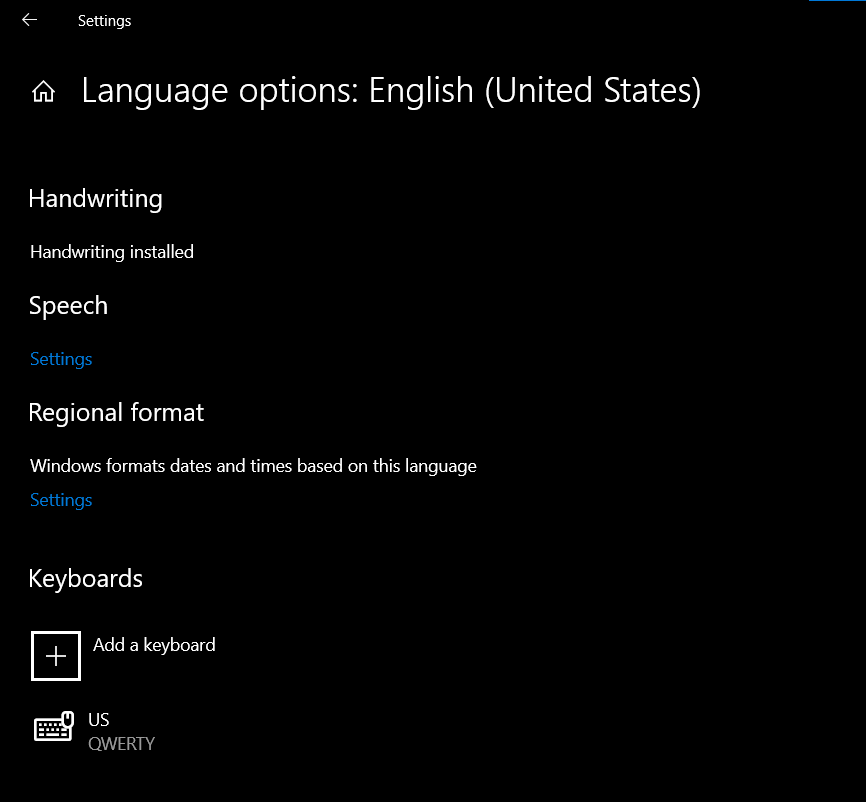 Settings
Language options: English (United States)
Handwriting
Handwriting installed
Speech
Settings
Regional format
Windows formats dates and times based on this language
Settings
Keyboards
Add a keyboard
US
QWERTY